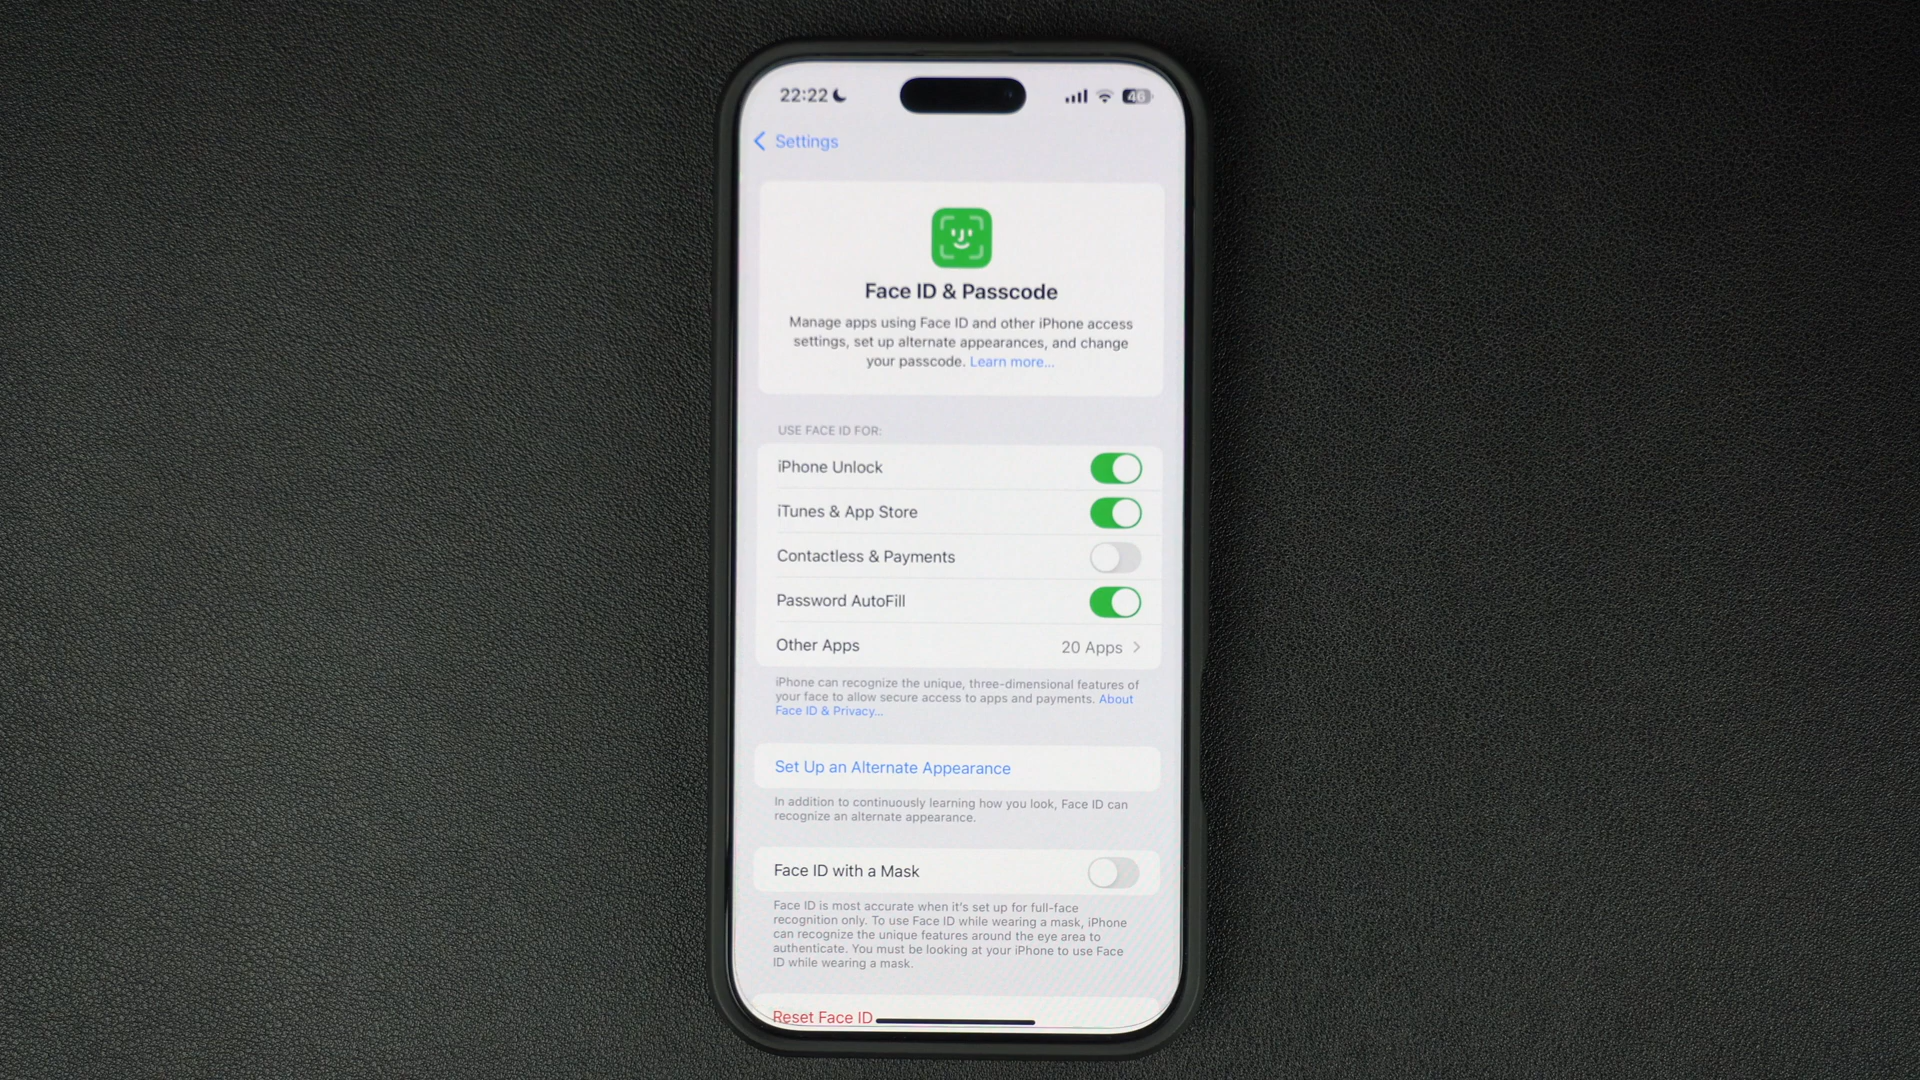 22:22
46
Settings
Face ID & Passcode
Manage apps using Face ID and other iPhone access
settings, set up alternate appearances, and change
your passcode. Learn more...
USE FACE ID FOR:
iPhone Unlock
iTunes & App Store
Contactless & Payments
Password AutoFill
Other Apps 20 Apps
iPhone can recognize the unique, three-dimensional features of
your face to allow secure access to apps and payments. About
Face ID & Privacy...
Set Up an Alternate Appearance
In addition to continuously learning how you look, Face ID can
recognize an alternate appearance.
Face ID with a Mask
Face ID is most accurate when it's set up for full-face
recognition only. To use Face ID while wearing a mask, iPhone
can recognize the unique features around the eye area to
authenticate. You must be looking at your iPhone to use Face
ID while wearing a mask.
Reset Face ID